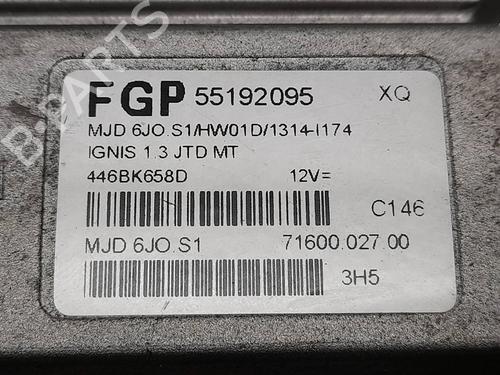 FGP 55192095 XQ
MJD 6JO.S1/HW01D/1314-I174
IGNIS 1.3 JTD MT
446BK658D 12V=
C146
MJD 6JO.S1 71600.027.00
3H5
B-PARTS